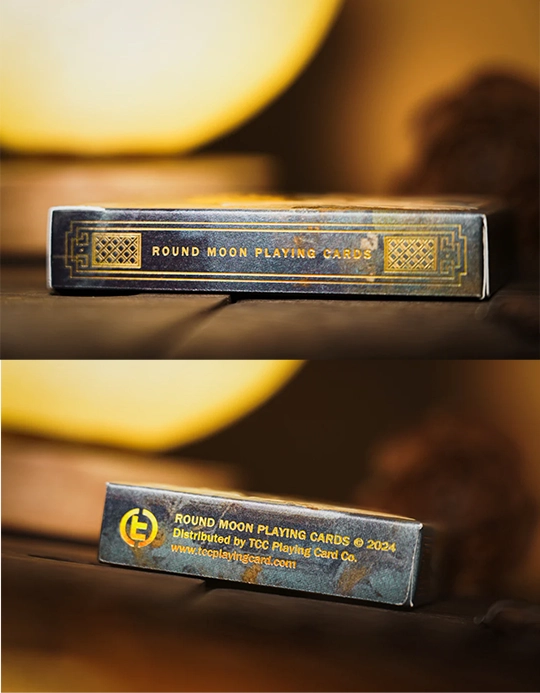 ROUND MOON PLAYING CARDS
ROUND MOON PLAYING CARDS © 2024
Distributed by TCC Playing Card Co.
www.tccplayingcard.com